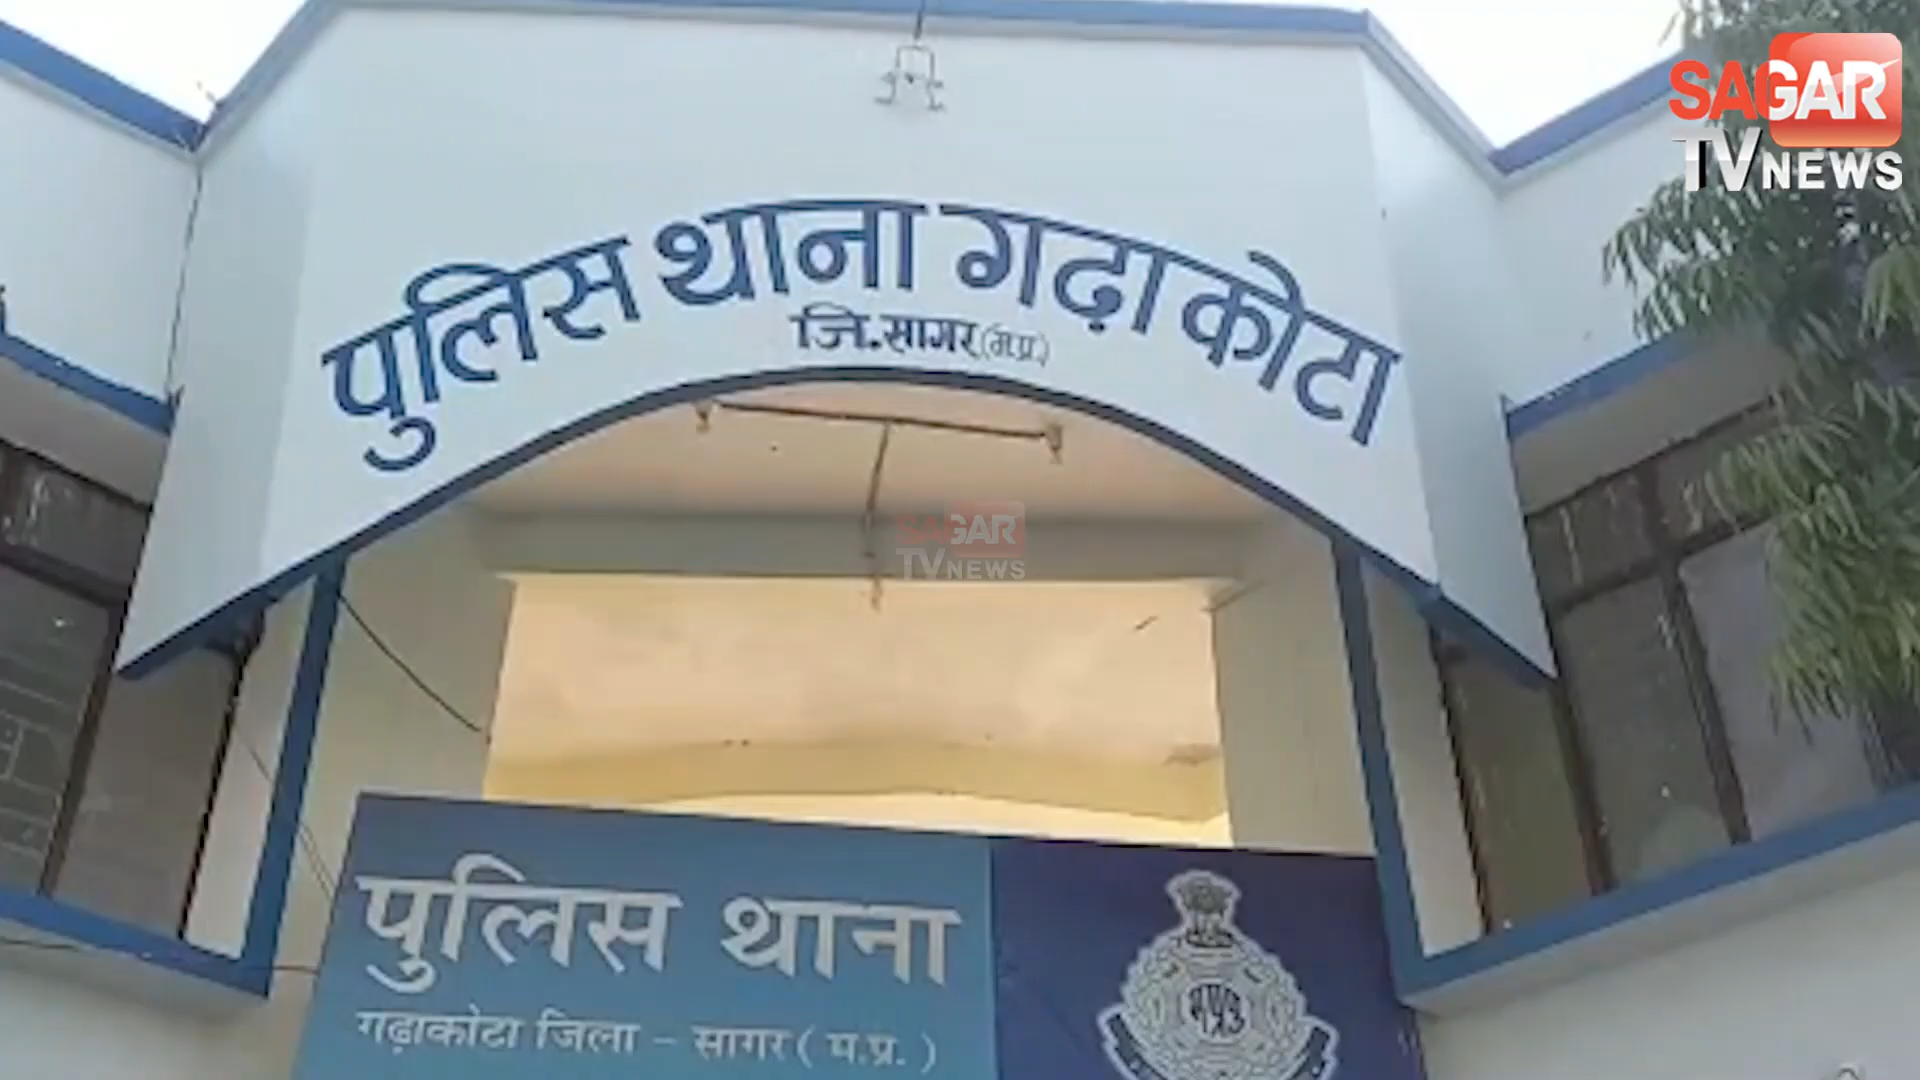 SAGAR
TV NEWS
पुलिस थाना गढ़ाकोटा
जि. सागर (म.प्र.)
SAGAR
TV NEWS
पुलिस थाना
गढ़ाकोटा जिला - सागर ( म.प्र. )